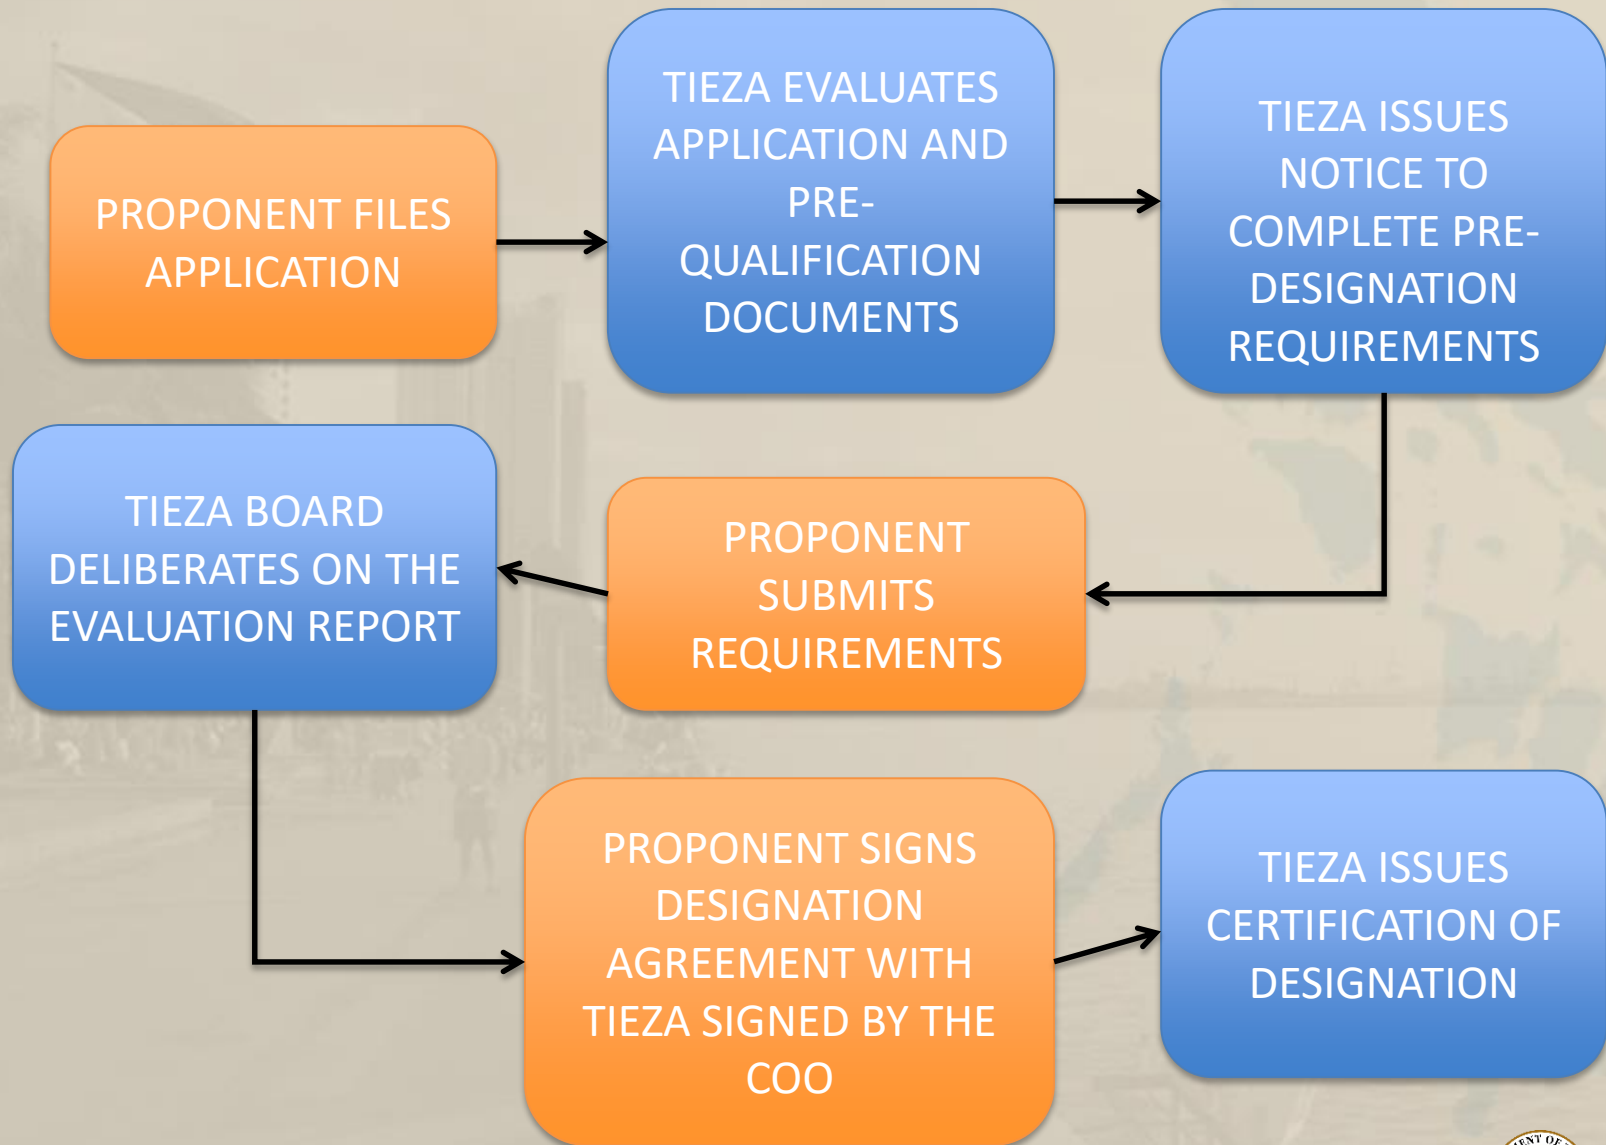 PROPONENT FILES
APPLICATION
TIEZA EVALUATES
APPLICATION AND
PRE-
QUALIFICATION
DOCUMENTS
TIEZA ISSUES
NOTICE TO
COMPLETE PRE-
DESIGNATION
REQUIREMENTS
PROPONENT
SUBMITS
REQUIREMENTS
TIEZA BOARD
DELIBERATES ON THE
EVALUATION REPORT
PROPONENT SIGNS
DESIGNATION
AGREEMENT WITH
TIEZA SIGNED BY THE
COO
TIEZA ISSUES
CERTIFICATION OF
DESIGNATION